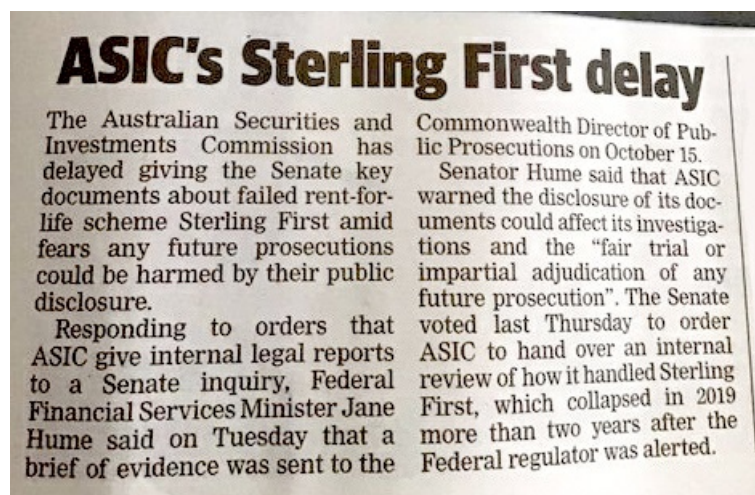 ASIC's Sterling First delay
The Australian Securities and
Investments Commission has
delayed giving the Senate key
documents about failed rent-for-
life scheme Sterling First amid
fears any future prosecutions
could be harmed by their public
disclosure.
Responding to orders that
ASIC give internal legal reports
to a Senate inquiry, Federal
Financial Services Minister Jane
Hume said on Tuesday that a
brief of evidence was sent to the
Commonwealth Director of Pub-
lic Prosecutions on October 15.
Senator Hume said that ASIC
warned the disclosure of its doc-
uments could affect its investiga-
tions and the “fair trial or
impartial adjudication of any
future prosecution”. The Senate
voted last Thursday to order
ASIC to hand over an internal
review of how it handled Sterling
First, which collapsed in 2019
more than two years after the
Federal regulator was alerted.